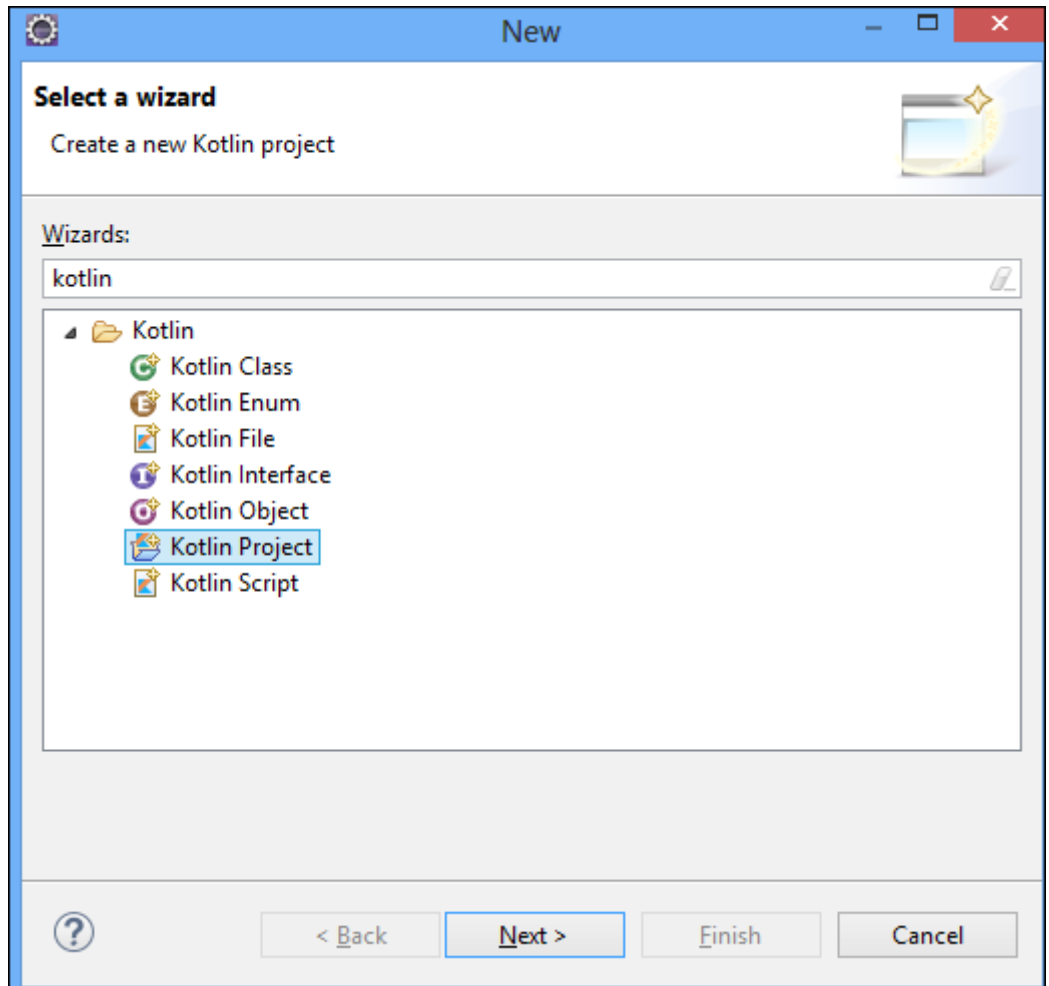 New
Select a wizard
Create a new Kotlin project
Wizards:
kotlin
Kotlin
Kotlin Class
Kotlin Enum
Kotlin File
Kotlin Interface
Kotlin Object
Kotlin Project
Kotlin Script
? < Back Next > Finish Cancel